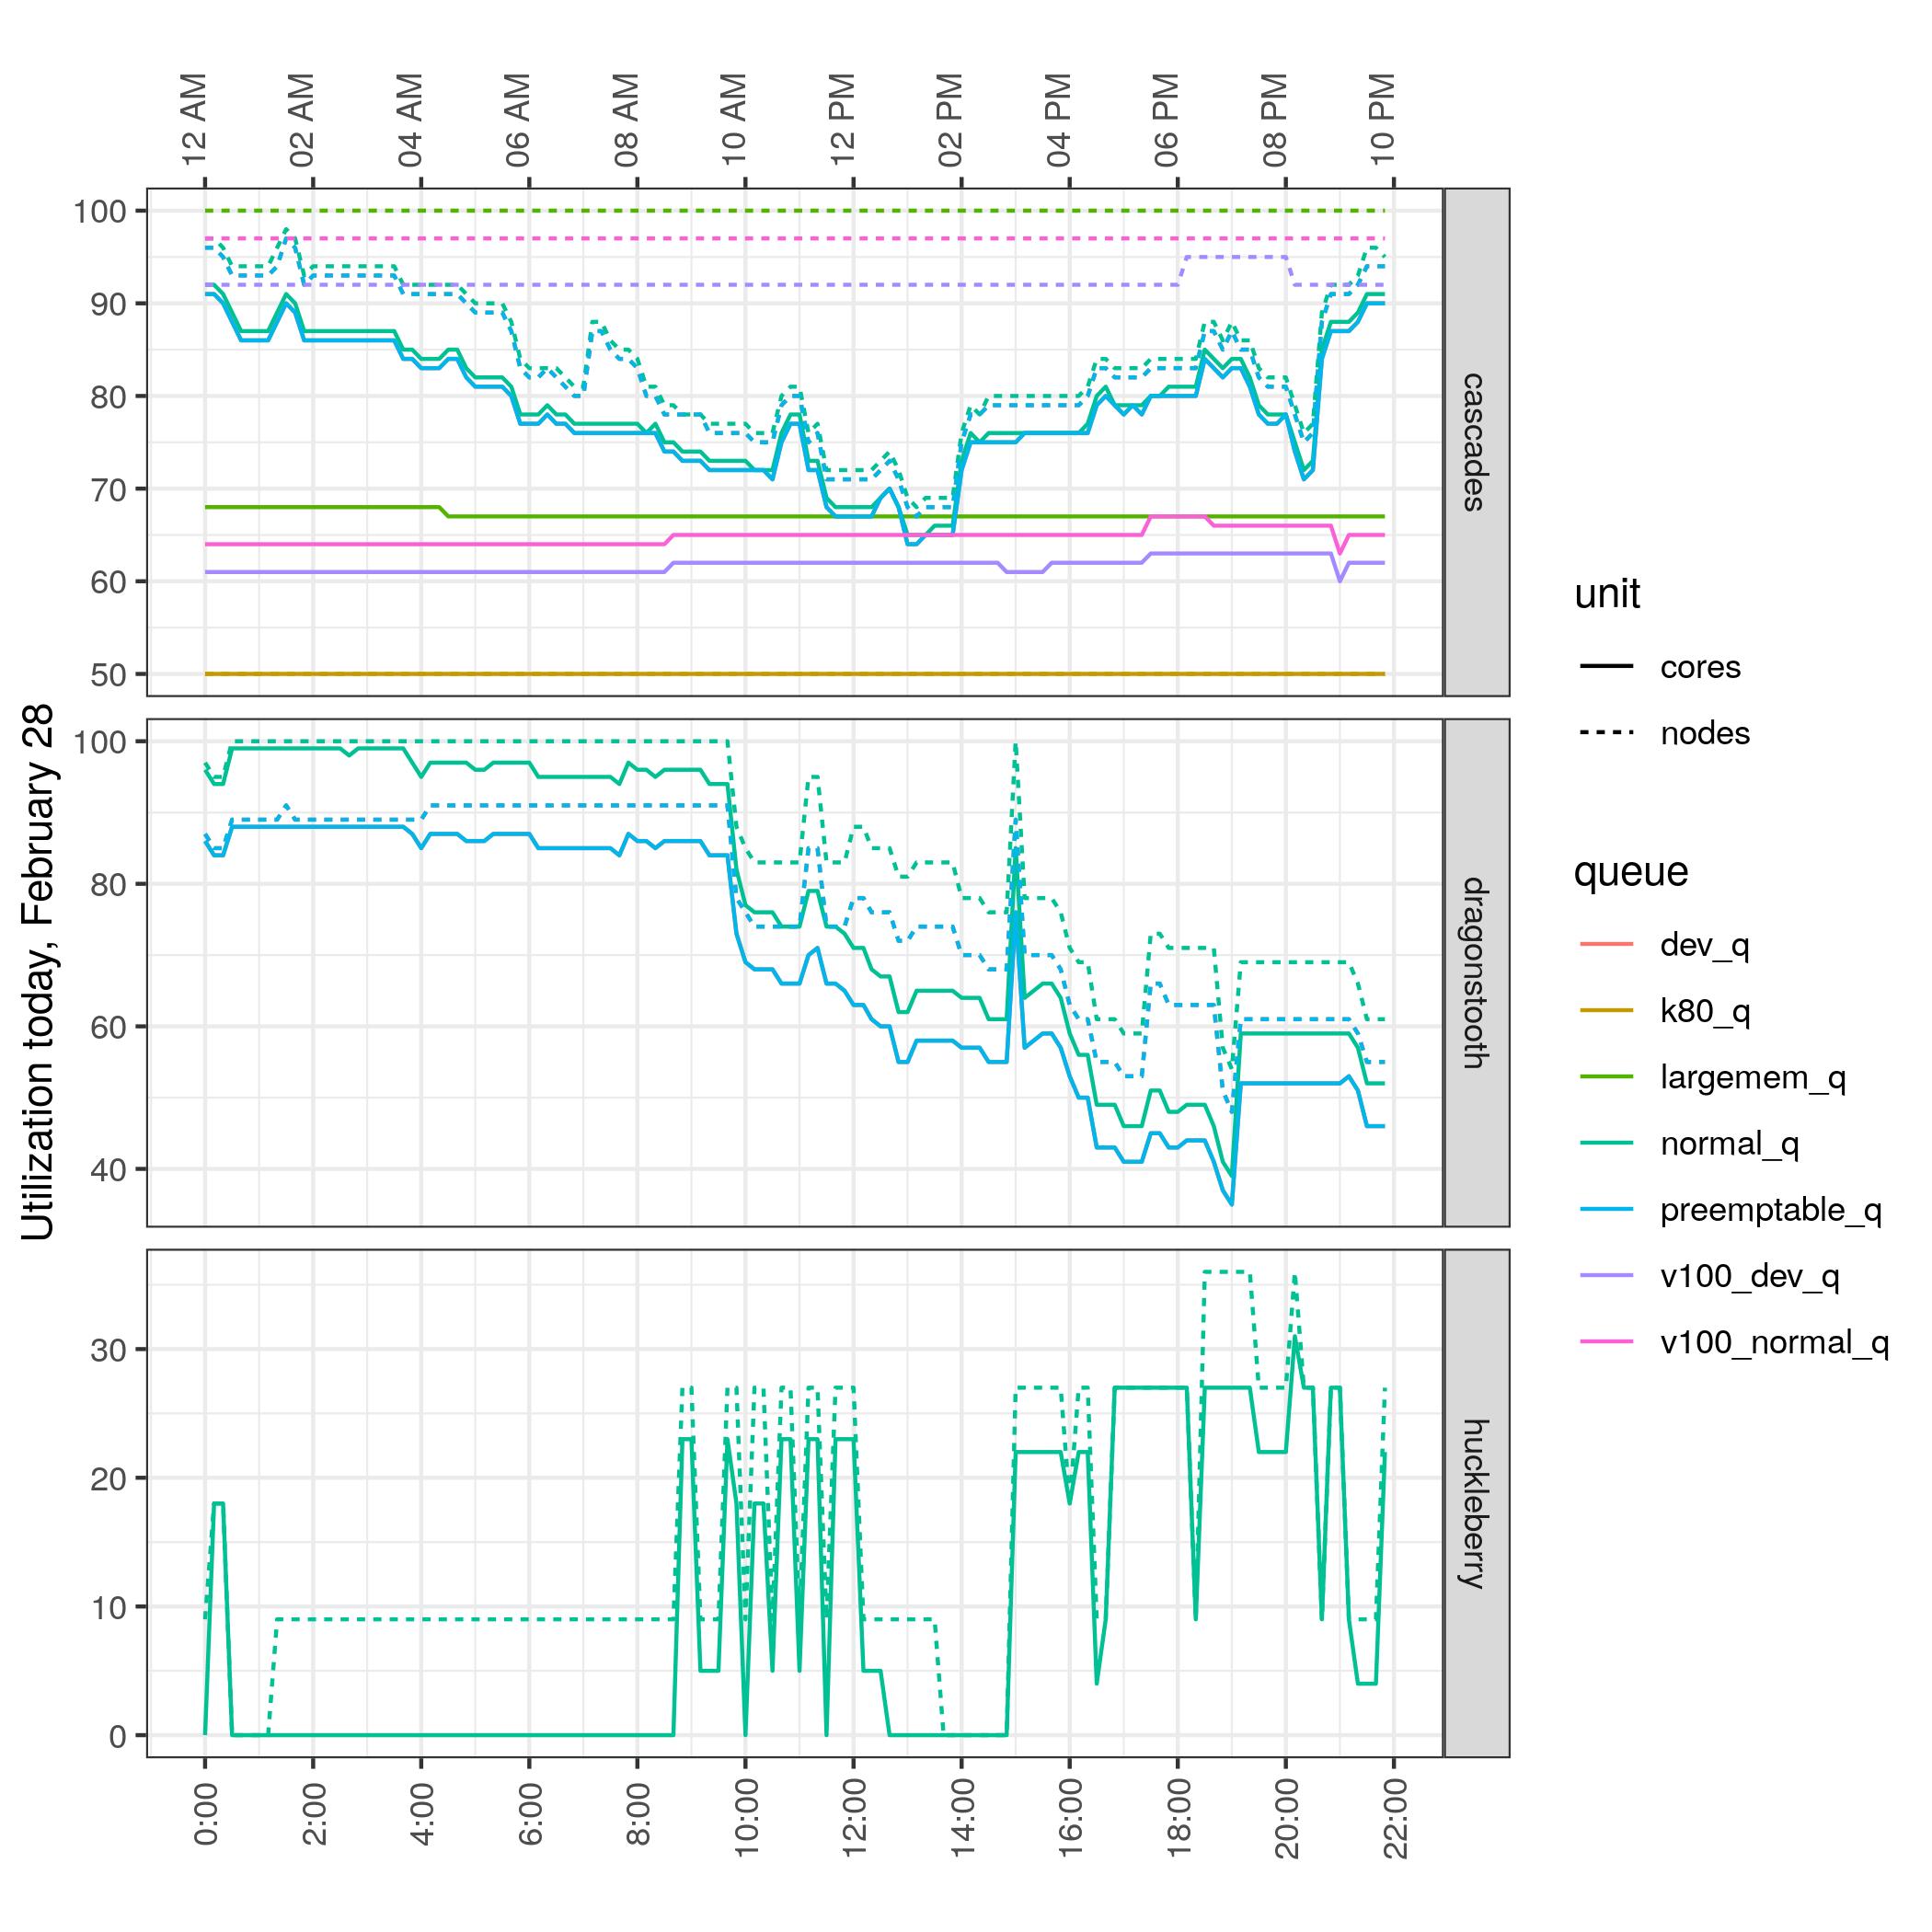 12 AM
02 AM
04 AM
06 AM
08 AM
10 AM
12 PM
02 PM
04 PM
06 PM
08 PM
10 PM
Utilization today, February 28
100
90
80
70
60
50
cascades
100
80
60
40
dragonstooth
30
20
10
0
huckleberry
0:00
2:00
4:00
6:00
8:00
10:00
12:00
14:00
16:00
18:00
20:00
22:00
unit
cores
nodes
queue
dev_q
k80_q
largemem_q
normal_q
preemptable_q
v100_dev_q
v100_normal_q